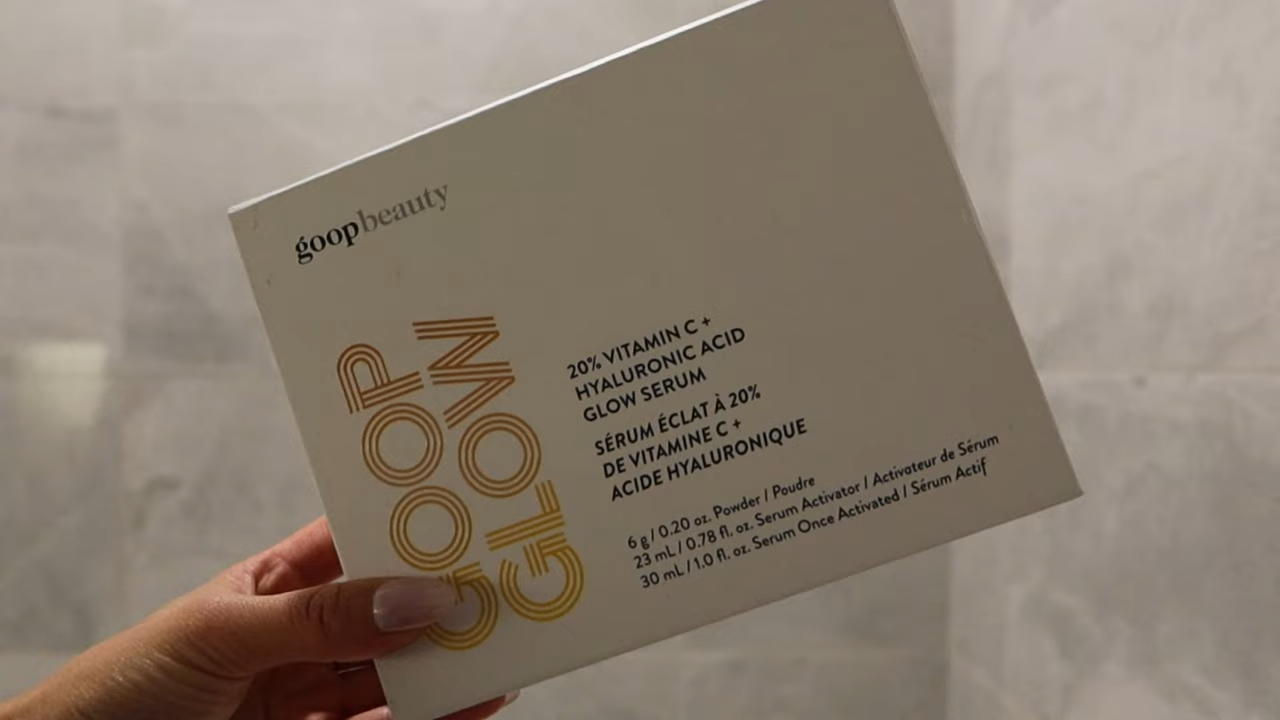 goopbeauty
GOOP
GLOW
20% VITAMIN C +
HYALURONIC ACID
GLOW SERUM
SÉRUM ÉCLAT À 20%
DE VITAMINE C +
ACIDE HYALURONIQUE
6 g / 0.20 oz. Powder / Poudre
23 mL / 0.78 fl. oz. Serum Activator / Activateur de Sérum
30 mL / 1.0 fl. oz. Serum Once Activated / Sérum Actif